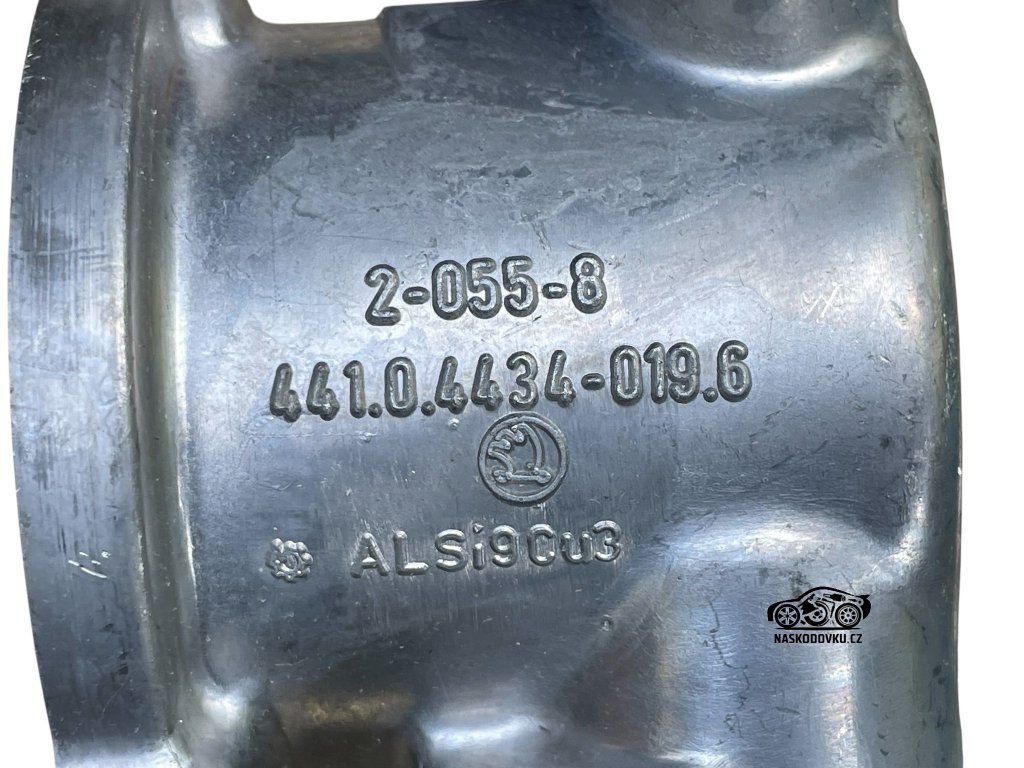 2-055-8
441.0.4434-019.6
ALSi9Cu3
NASKODOVKU.CZ